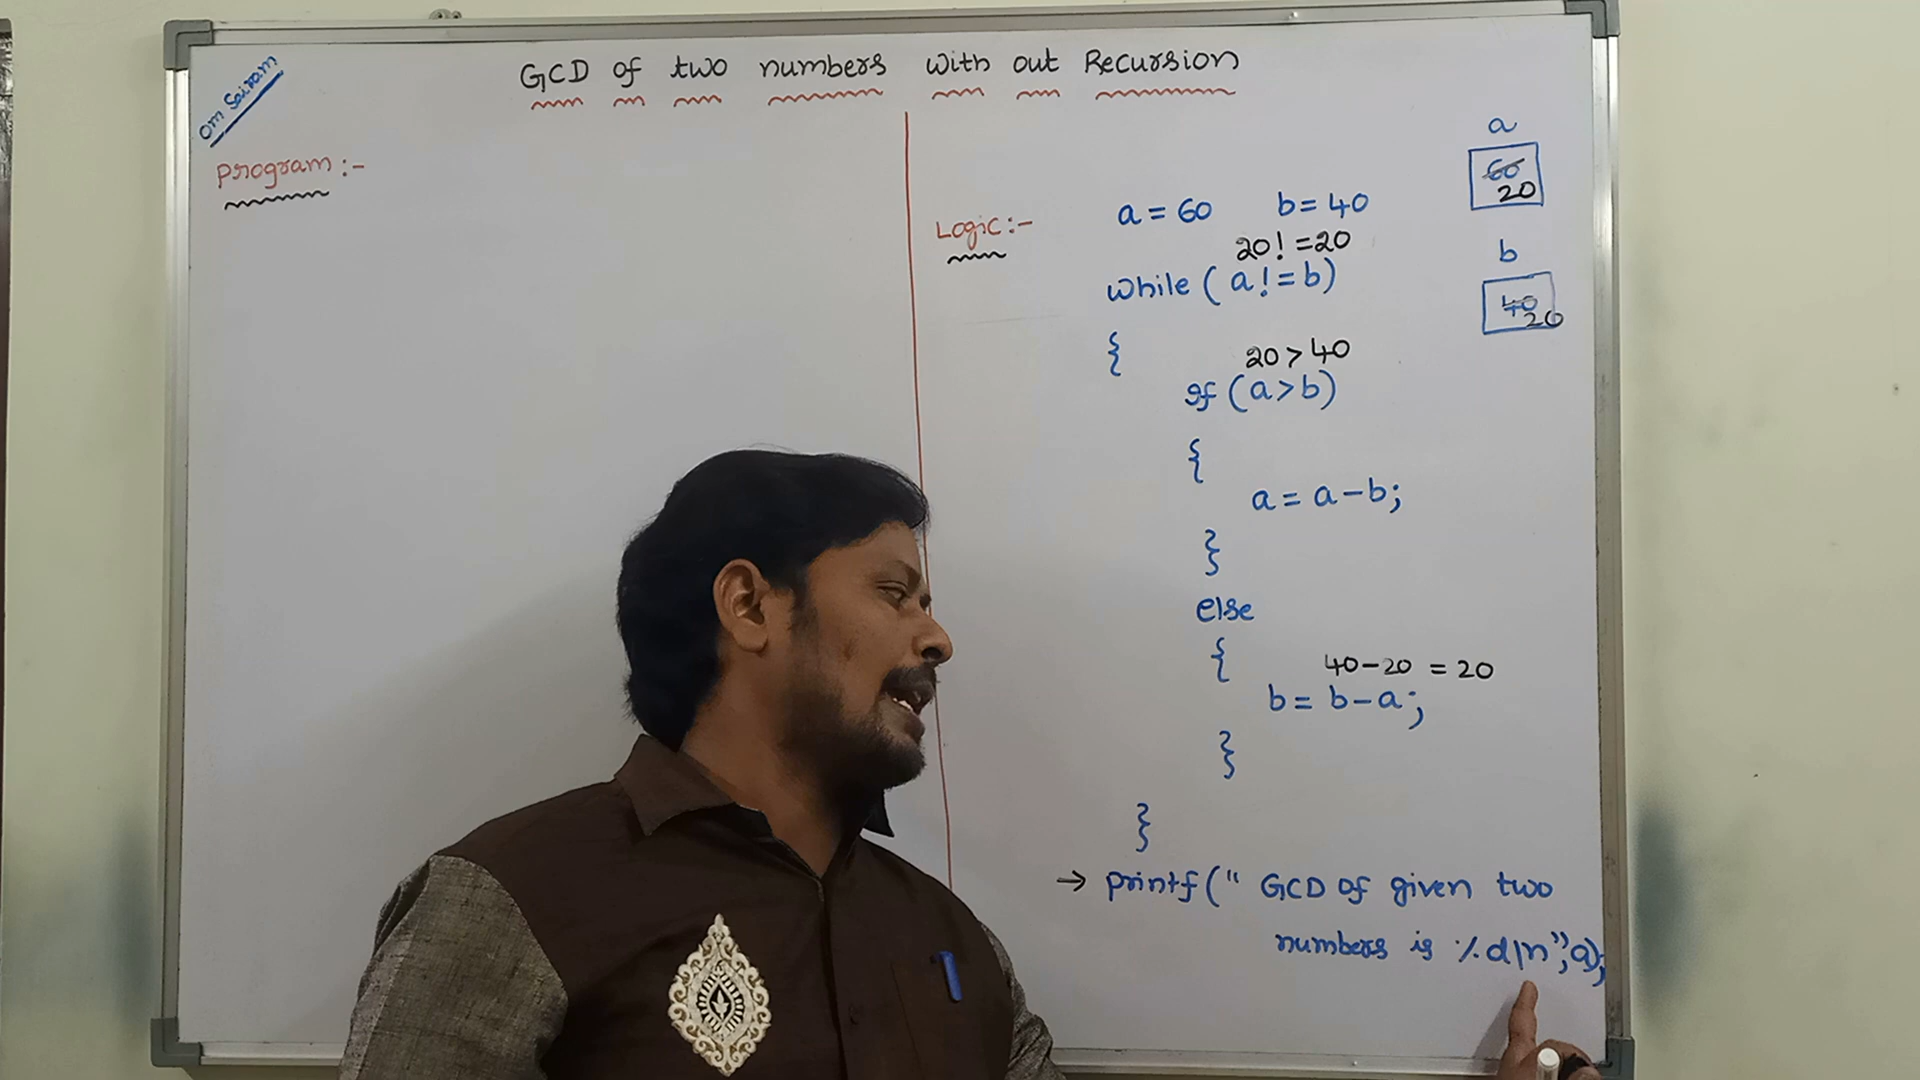 Om Sairam
GCD of two numbers with out Recursion
Program :-
Logic :-
a = 60 b = 40
20! = 20
while ( a! = b)
{
20 > 40
if (a > b)
{
a = a - b;
}
else
{
40 - 20 = 20
b = b - a;
}
}
→ printf (" GCD of given two
numbers is %d\n", a);
a
60
20
b
40
20